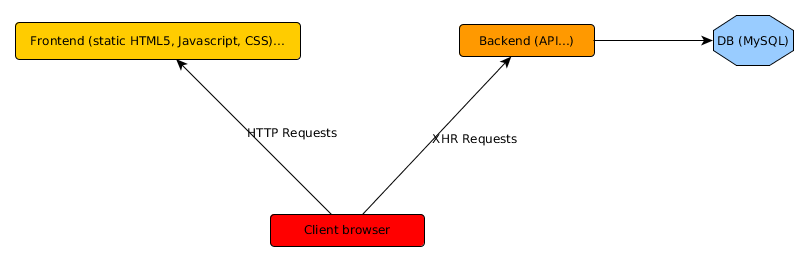 Frontend (static HTML5, Javascript, CSS)...
Backend (API...)
DB (MySQL)
HTTP Requests
XHR Requests
Client browser